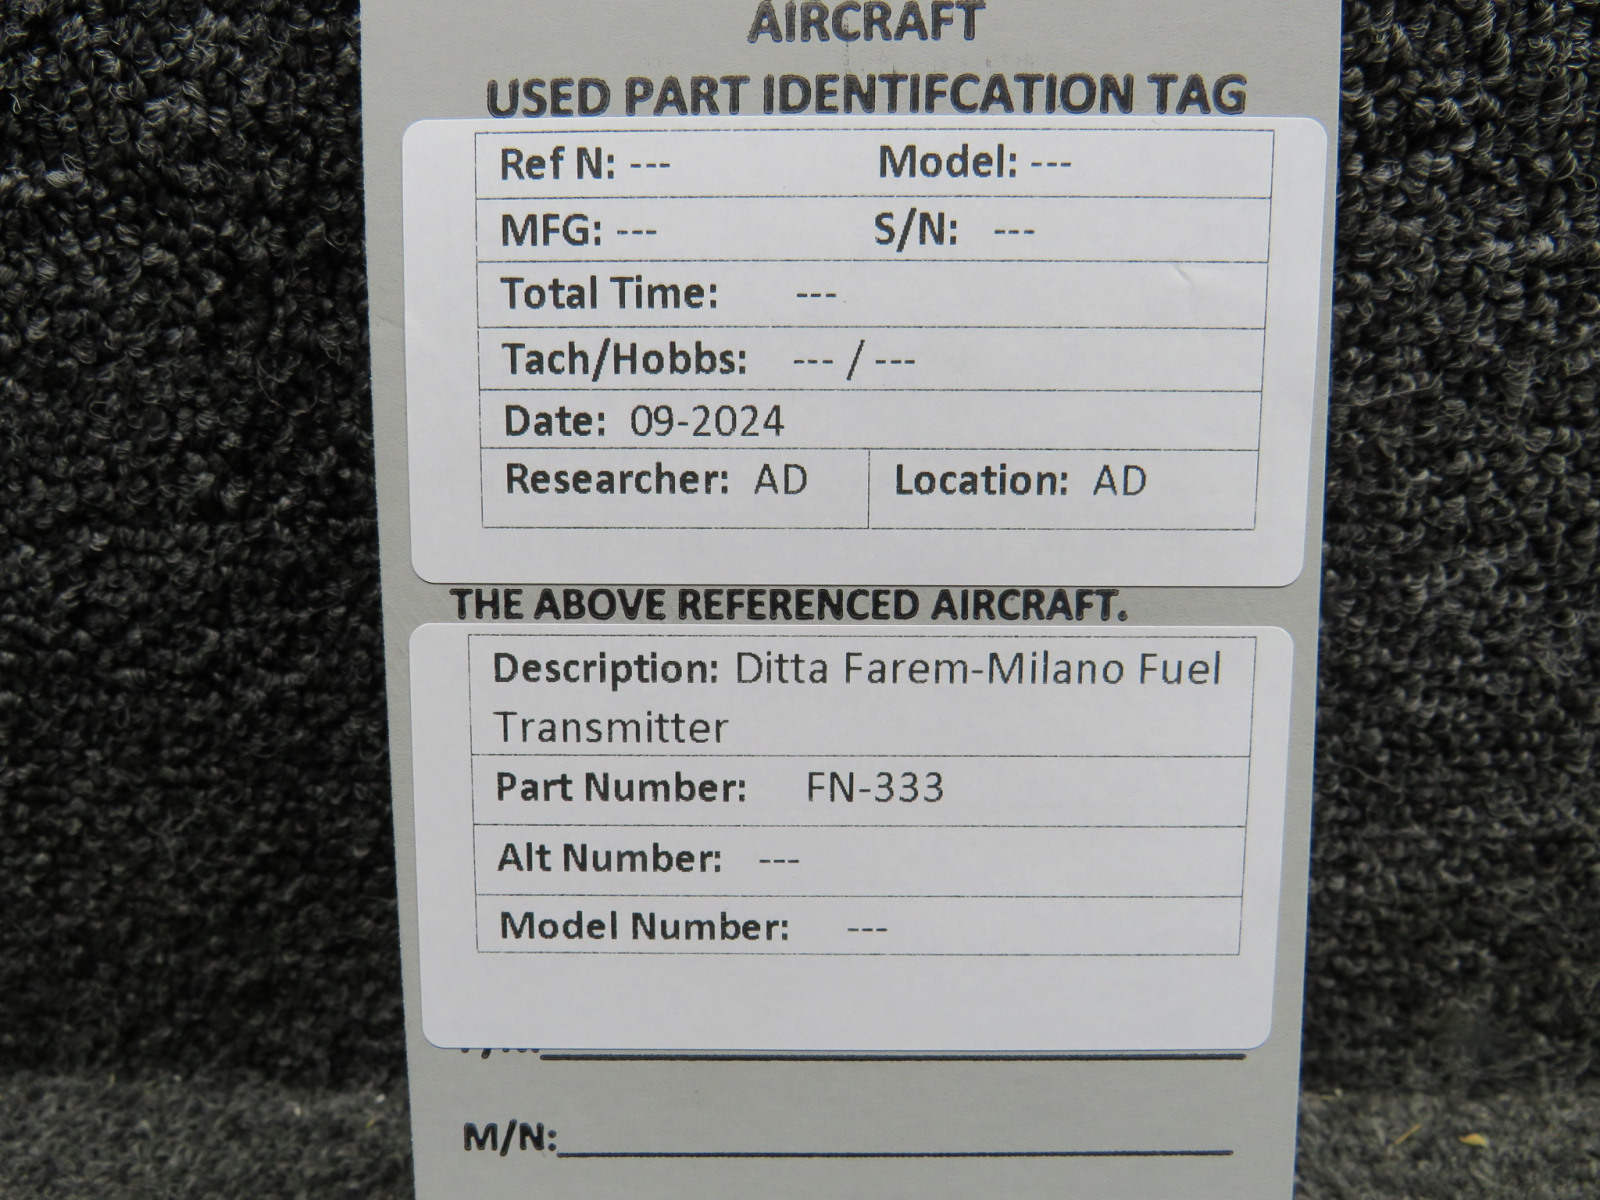 AIRCRAFT
USED PART IDENTIFCATION TAG
Ref N: --- Model: ---
MFG: --- S/N: ---
Total Time: ---
Tach/Hobbs: --- / ---
Date: 09-2024
Researcher: AD Location: AD
THE ABOVE REFERENCED AIRCRAFT.
Description: Ditta Farem-Milano Fuel
Transmitter
Part Number: FN-333
Alt Number: ---
Model Number: ---
M/N: